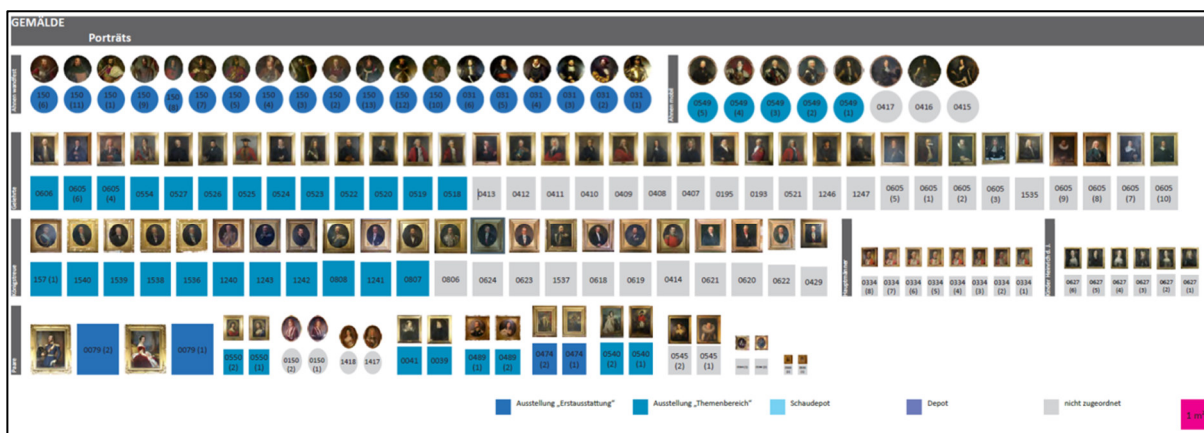 GEMÄLDE
Porträts
150 (6) 150 (11) 150 (1) 150 (9) 150 (8) 150 (7) 150 (5) 150 (4) 150 (3) 150 (2) 150 (13) 150 (12) 150 (10) 031 (6) 031 (5) 031 (4) 031 (3) 031 (2) 031 (1)
0549 (5) 0549 (4) 0549 (3) 0549 (2) 0549 (1) 0417 0416 0415
0606 0605 (6) 0605 (4) 0554 0527 0526 0525 0524 0523 0522 0520 0519 0518 0413 0412 0411 0410 0409 0408 0407 0195 0193 0521 1246 1247 0605 (5) 0605 (1) 0605 (2) 0605 (3) 1535 0605 (9) 0605 (8) 0605 (7) 0605 (10)
157 (1) 1540 1539 1538 1536 1240 1243 1242 0808 1241 0807 0806 0624 0623 1537 0618 0619 0414 0621 0620 0622 0429
0334 (8) 0334 (7) 0334 (6) 0334 (5) 0334 (4) 0334 (3) 0334 (2) 0334 (1)
0627 (6) 0627 (5) 0627 (4) 0627 (3) 0627 (2) 0627 (1)
Paare
0079 (2) 0079 (1) 0550 (2) 0550 (1) 0150 (2) 0150 (1) 1418 1417 0041 0039 0489 (1) 0489 (2) 0474 (2) 0474 (1) 0540 (2) 0540 (1) 0545 (2) 0545 (1)
Ausstellung „Erstausstattung“
Ausstellung „Themenbereich“
Schaudepot
Depot
nicht zugeordnet
1 m²